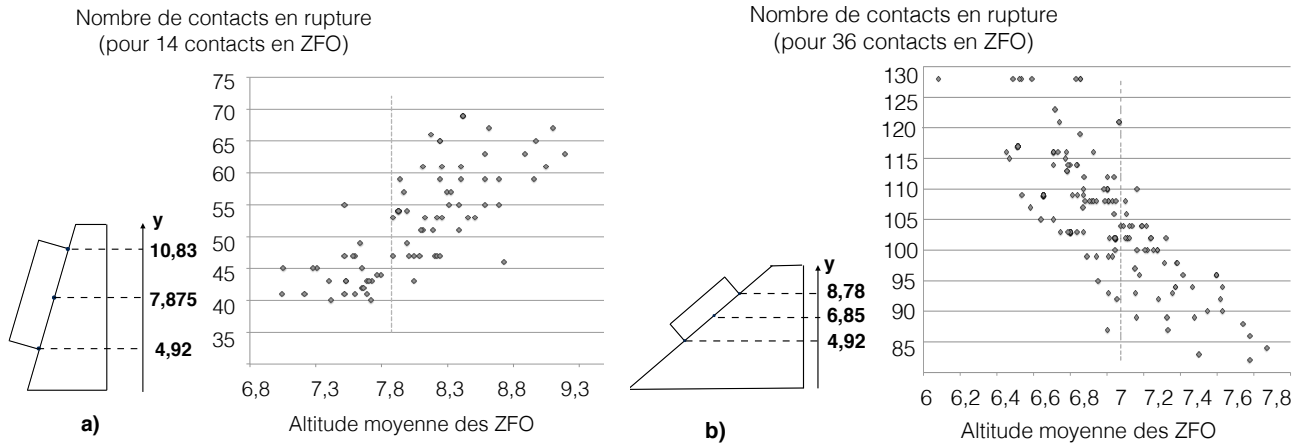 Nombre de contacts en rupture
(pour 14 contacts en ZFO)
75
70
65
60
55
50
45
40
35
6,8 7,3 7,8 8,3 8,8 9,3
Altitude moyenne des ZFO
y
10,83
7,875
4,92
a)
Nombre de contacts en rupture
(pour 36 contacts en ZFO)
130
125
120
115
110
105
100
95
90
85
6 6,2 6,4 6,6 6,8 7 7,2 7,4 7,6 7,8
Altitude moyenne des ZFO
y
8,78
6,85
4,92
b)